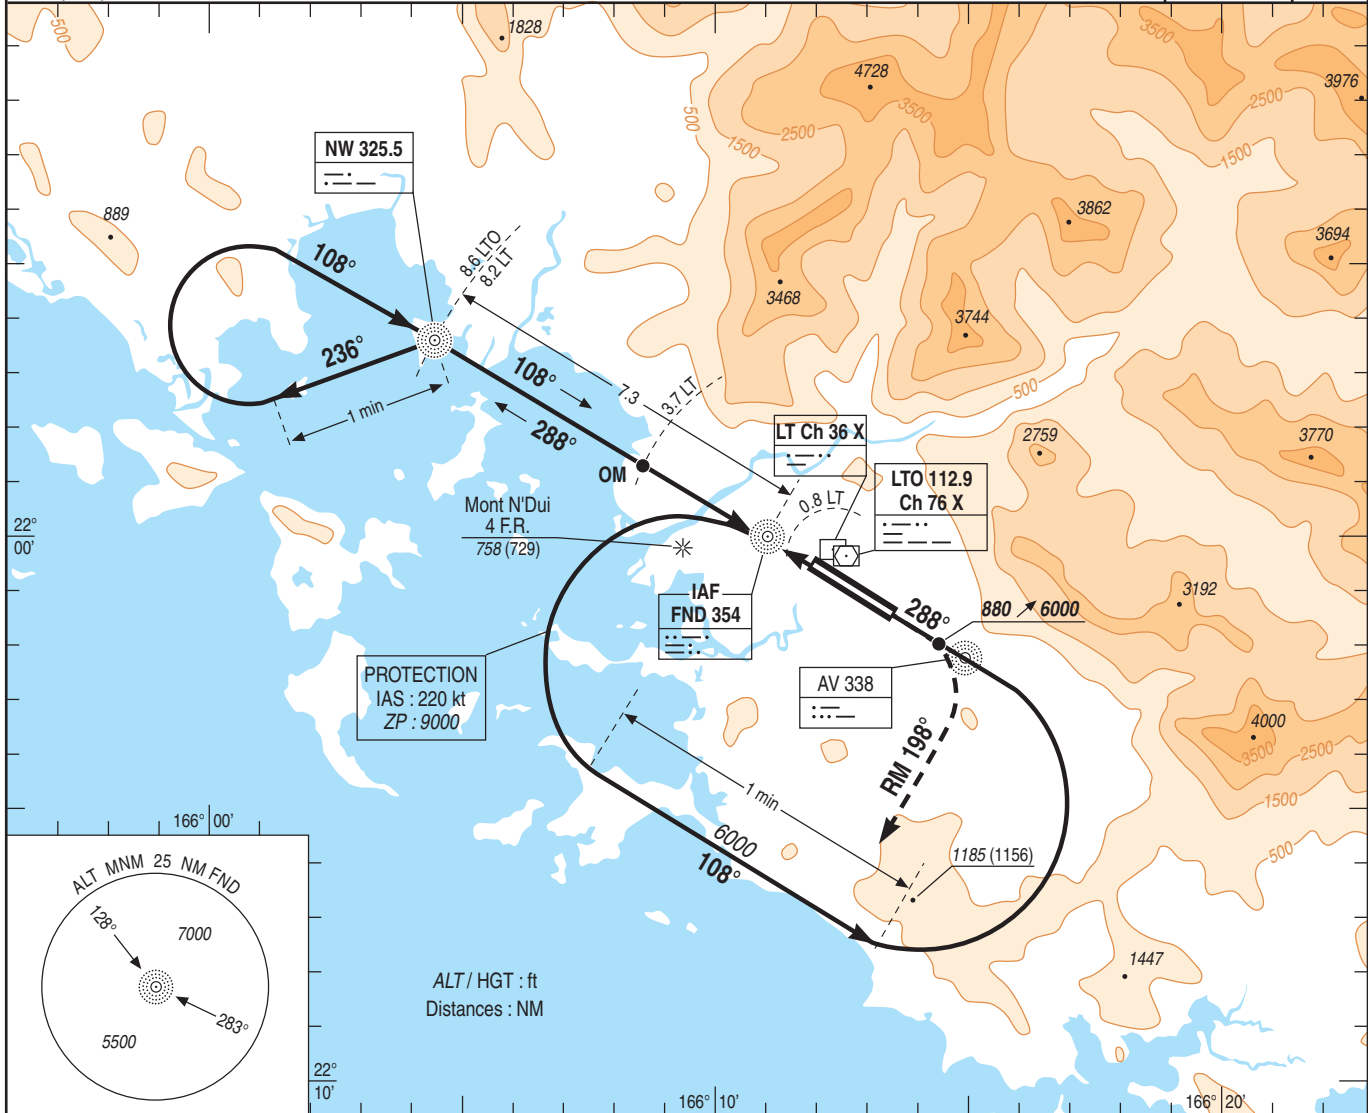 500
1828
4728
3500
2500
1500
500
3500
2500
1500
3976
NW 325.5
889
108°
8.6 LTO
8.2 LT
3862
3694
3468
3744
236°
1 min
108°
7.3
3.7 LT
288°
500
OM
LT Ch 36 X
2759
3770
LTO 112.9
Ch 76 X
0.8 LT
Mont N'Dui
4 F.R.
758 (729)
22°
00'
IAF
FND 354
288°
880 6000
3192
PROTECTION
IAS : 220 kt
ZP : 9000
AV 338
RM 198°
4000
3500
2500
1500
500
1 min
6000
108°
1185 (1156)
166° 00'
ALT MNM 25 NM FND
128°
7000
283°
5500
ALT / HGT : ft
Distances : NM
1447
22°
10'
166° 10'
166° 20'